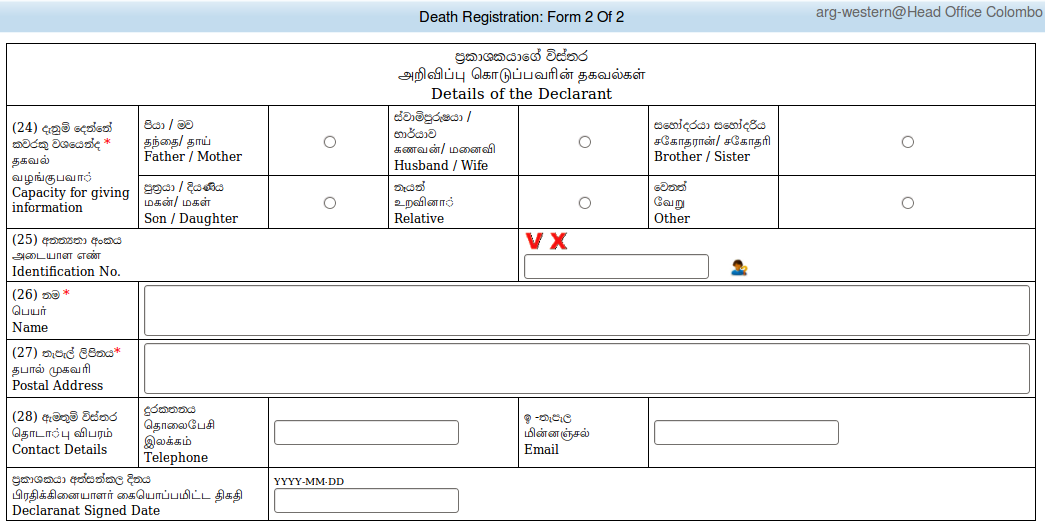 Death Registration: Form 2 Of 2
arg-western@Head Office Colombo
ප්‍රකාශකයාගේ විස්තර
அறிவிப்பு கொடுப்பவரின் தகவல்கள்
Details of the Declarant
(24) දැනුම් දෙන්නේ
කවරකු වශයෙන්ද *
தகவல்
வழங்குபவா்
Capacity for giving
information
පියා / මව
தந்தை/ தாய்
Father / Mother
ස්වාමිපුරුෂයා /
භාර්යාව
கணவன்/ மனைவி
Husband / Wife
සහෝදරයා සහෝදරිය
சகோதரான்/ சகோதரி
Brother / Sister
පුත්‍රයා / දියණිය
மகன்/ மகள்
Son / Daughter
නෑයන්
உறவினா்
Relative
වෙනත්
வேறு
Other
(25) අනන්‍යතා අංකය
அடையாள எண்
Identification No.
V X
(26) නම *
பெயர்
Name
(27) තැපැල් ලිපිනය*
தபால் முகவரி
Postal Address
(28) ඇමතුම් විස්තර
தொடா்பு விபரம்
Contact Details
දුරකතනය
தொலைபேசி
இலக்கம்
Telephone
ඉ -තැපැල
மின்னஞ்சல்
Email
ප්‍රකාශකයා අත්සන්කල දිනය
பிரதிக்கினையாளர் கையொப்பமிட்ட திகதி
Declaranat Signed Date
YYYY-MM-DD